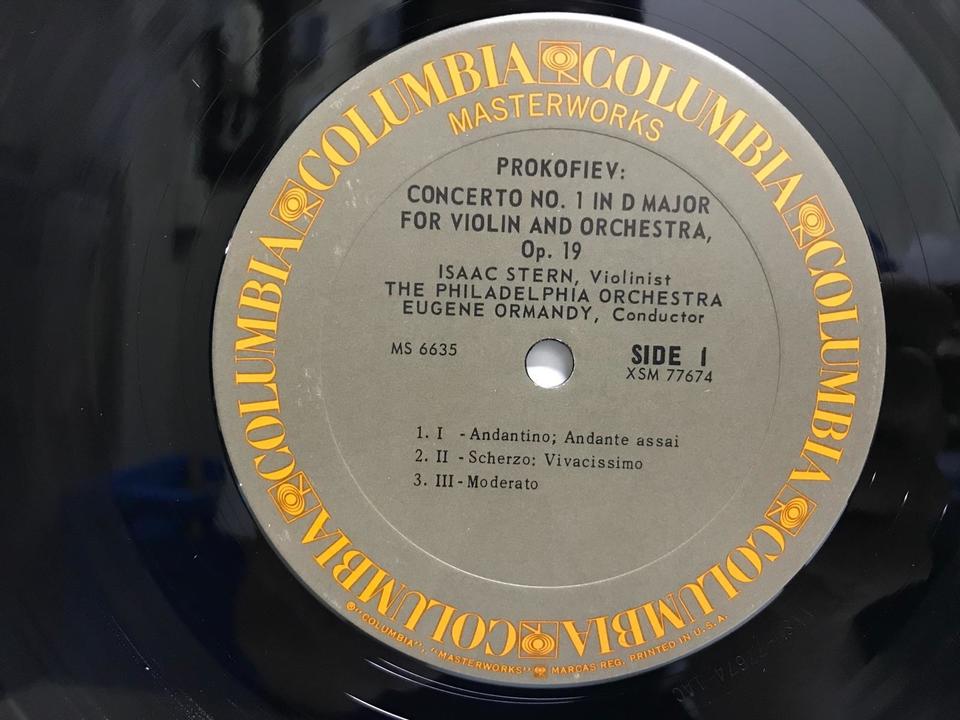 COLUMBIA COLUMBIA COLUMBIA COLUMBIA COLUMBIA COLUMBIA COLUMBIA
MASTERWORKS
PROKOFIEV:
CONCERTO NO. 1 IN D MAJOR
FOR VIOLIN AND ORCHESTRA,
Op. 19
ISAAC STERN, Violinist
THE PHILADELPHIA ORCHESTRA
EUGENE ORMANDY, Conductor
MS 6635
SIDE 1
XSM 77674
1. I -Andantino; Andante assai
2. II -Scherzo; Vivacissimo
3. III-Moderato
®"COLUMBIA", "MASTERWORKS" MARCAS REG. PRINTED IN U.S.A.